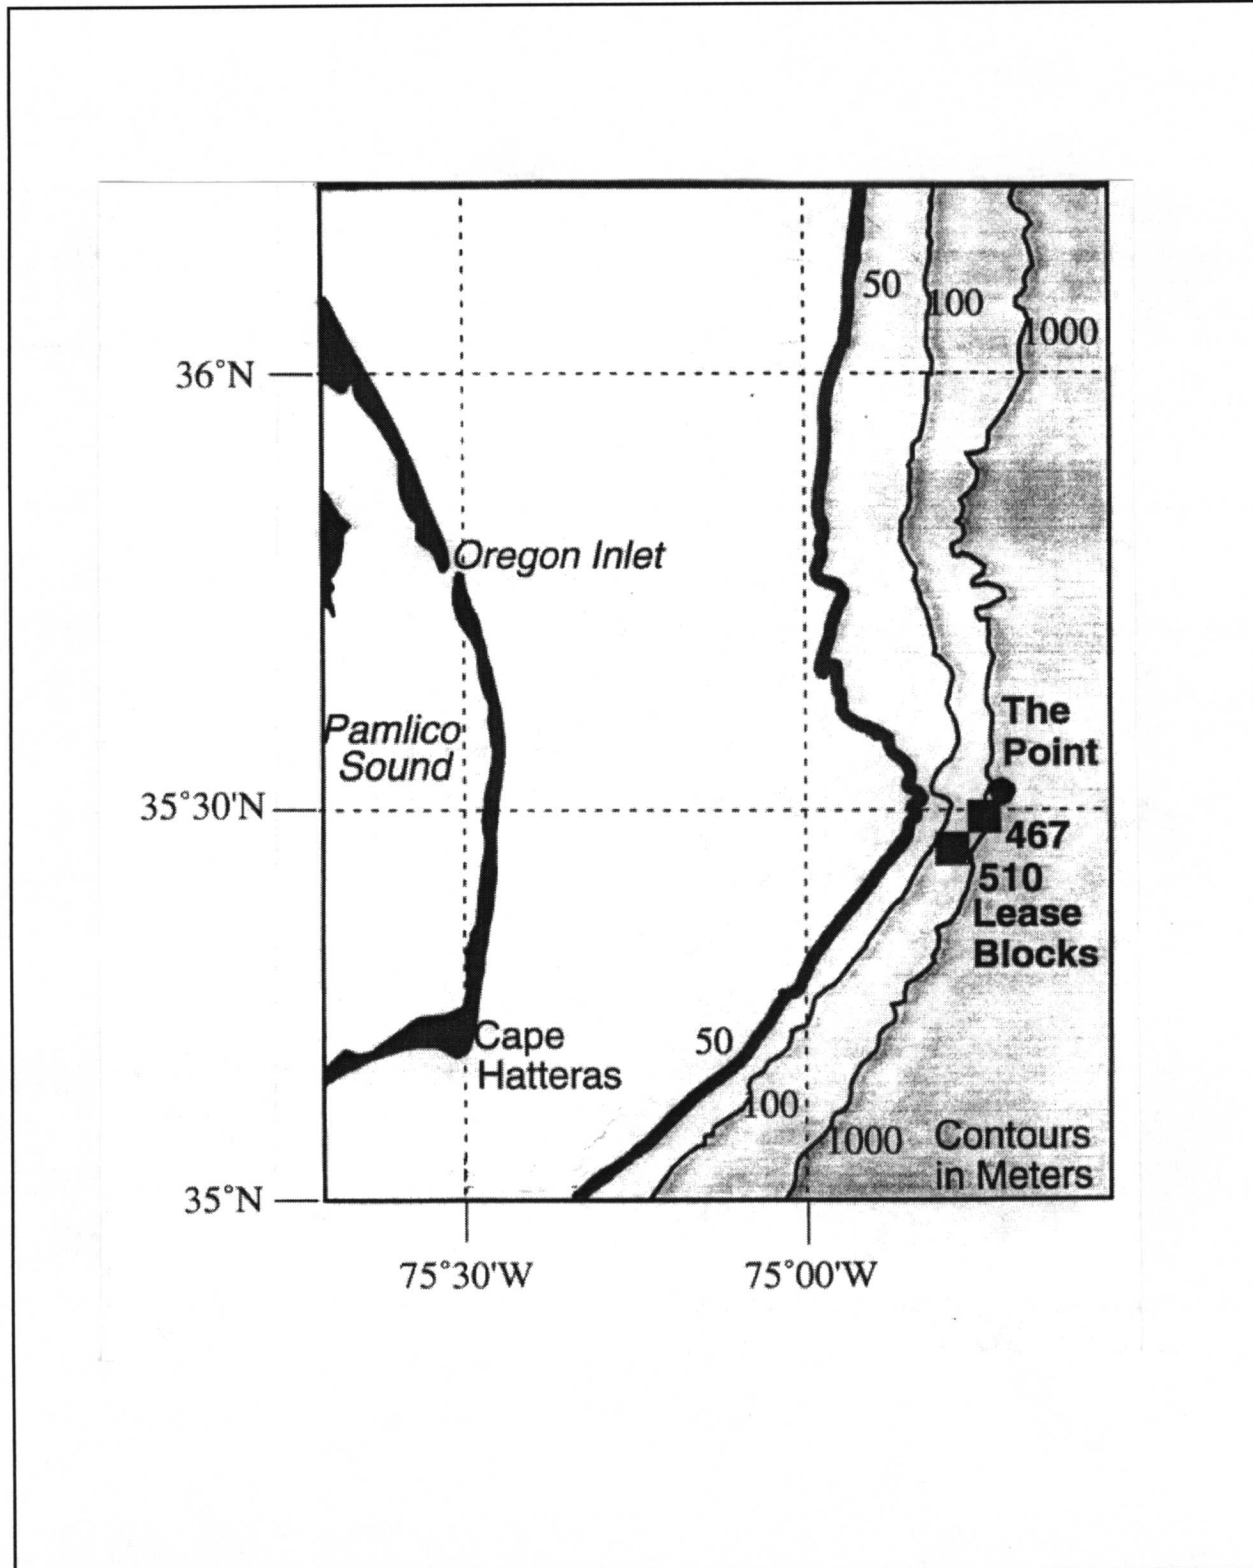 50
100
1000
36°N
Oregon Inlet
The
Point
Pamlico
Sound
35°30'N
467
510
Lease
Blocks
Cape
Hatteras
50
100
1000
Contours
in Meters
35°N
75°30'W
75°00'W